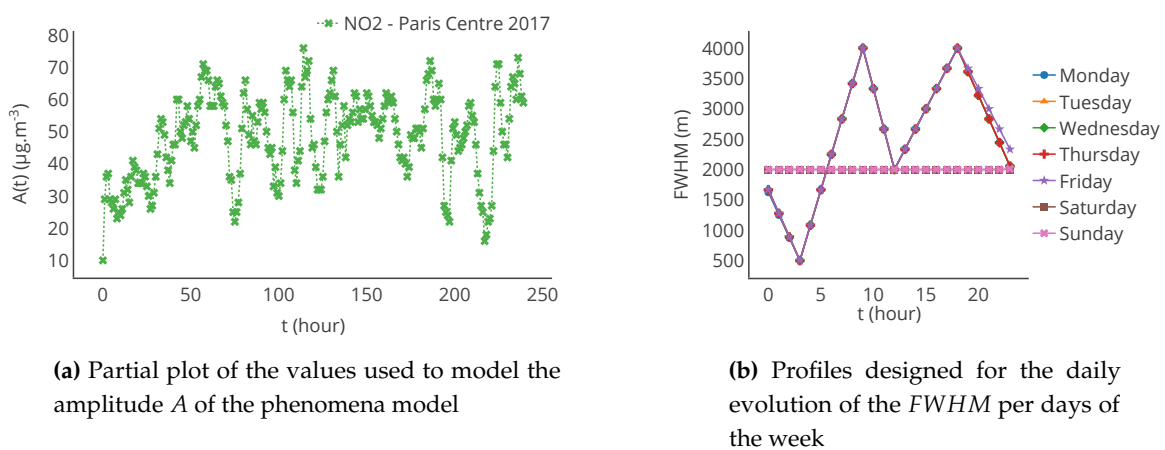 NO2 - Paris Centre 2017
80
70
60
50
40
30
20
10
A(t) (µg.m-3)
0
50
100
150
200
250
t (hour)
(a) Partial plot of the values used to model the
amplitude A of the phenomena model
4000
3500
3000
2500
2000
1500
1000
500
FWHM (m)
0
5
10
15
20
t (hour)
Monday
Tuesday
Wednesday
Thursday
Friday
Saturday
Sunday
(b) Profiles designed for the daily
evolution of the FWHM per days of
the week